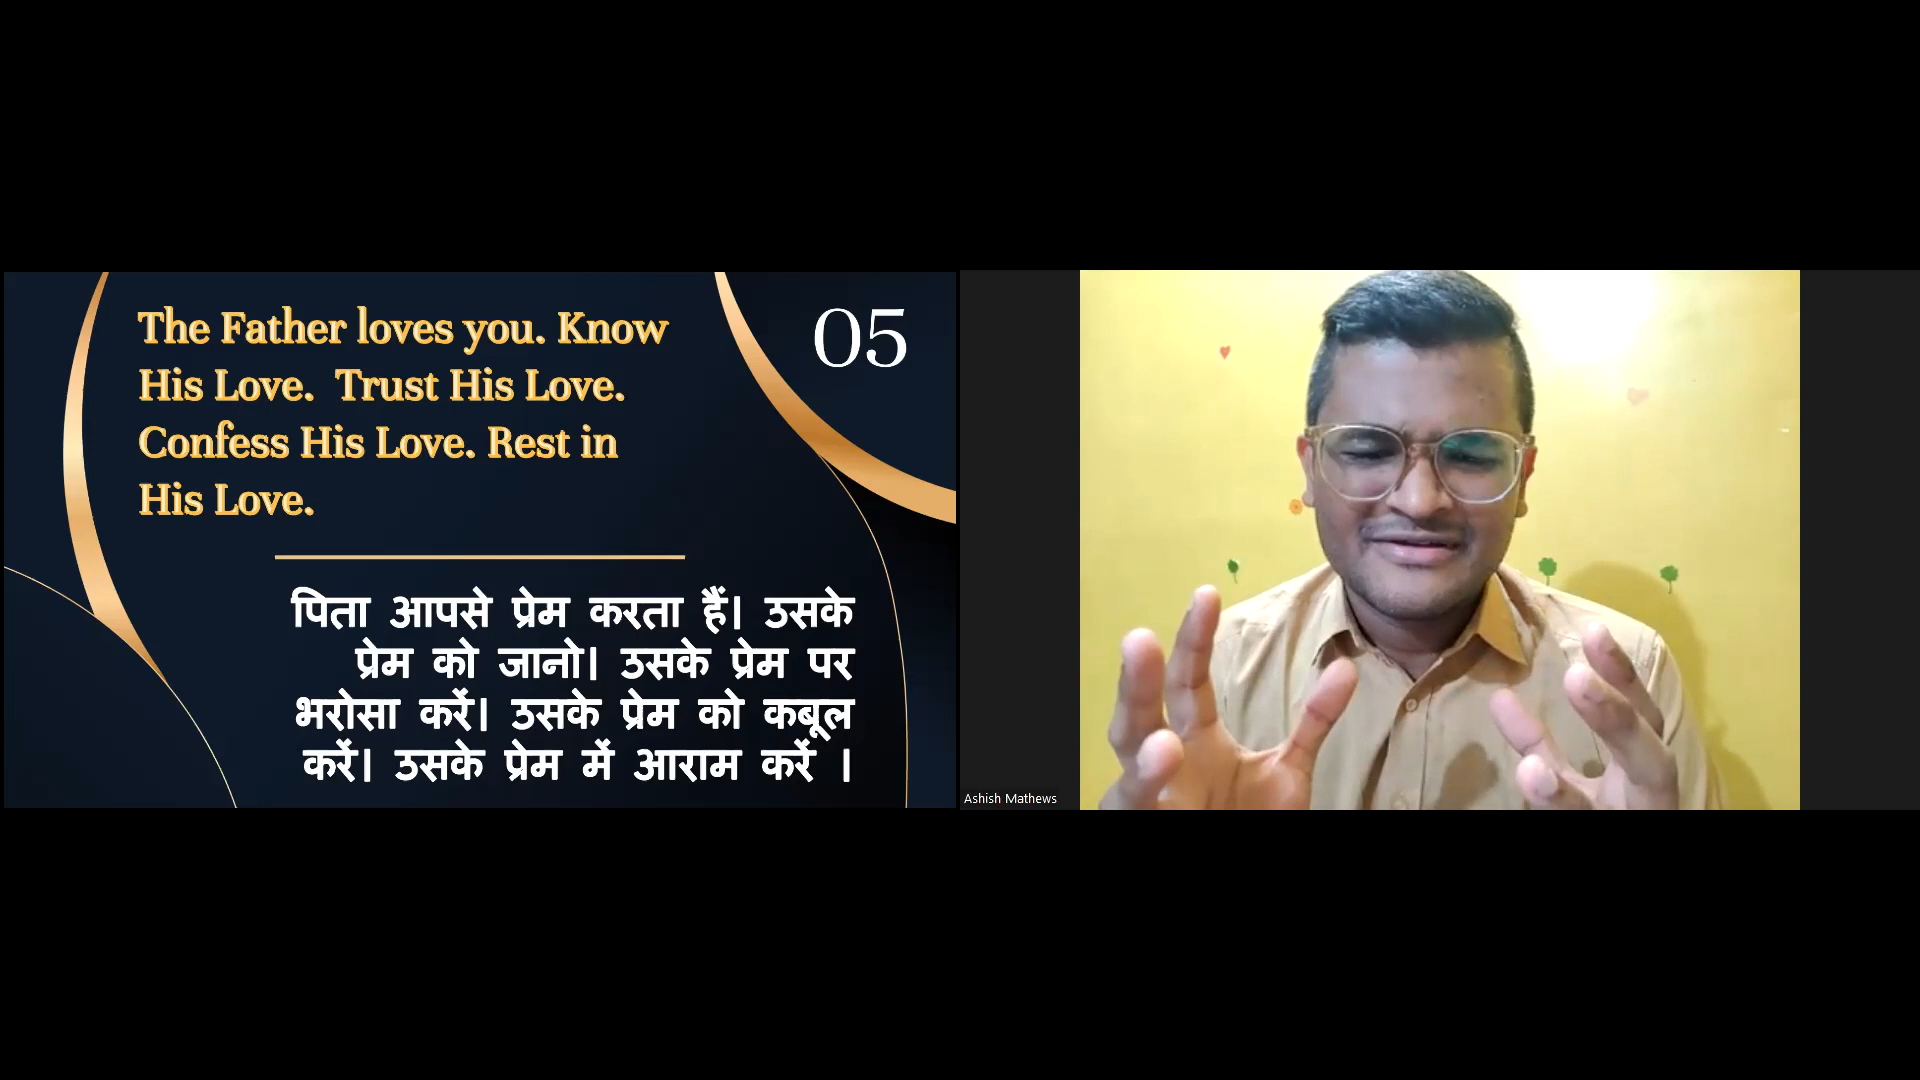 The Father loves you. Know
His Love.  Trust His Love.
Confess His Love. Rest in
His Love.
05
पिता आपसे प्रेम करता हैं| उसके
प्रेम को जानो| उसके प्रेम पर
भरोसा करें| उसके प्रेम को कबूल
करें| उसके प्रेम में आराम करें ।
Ashish Mathews